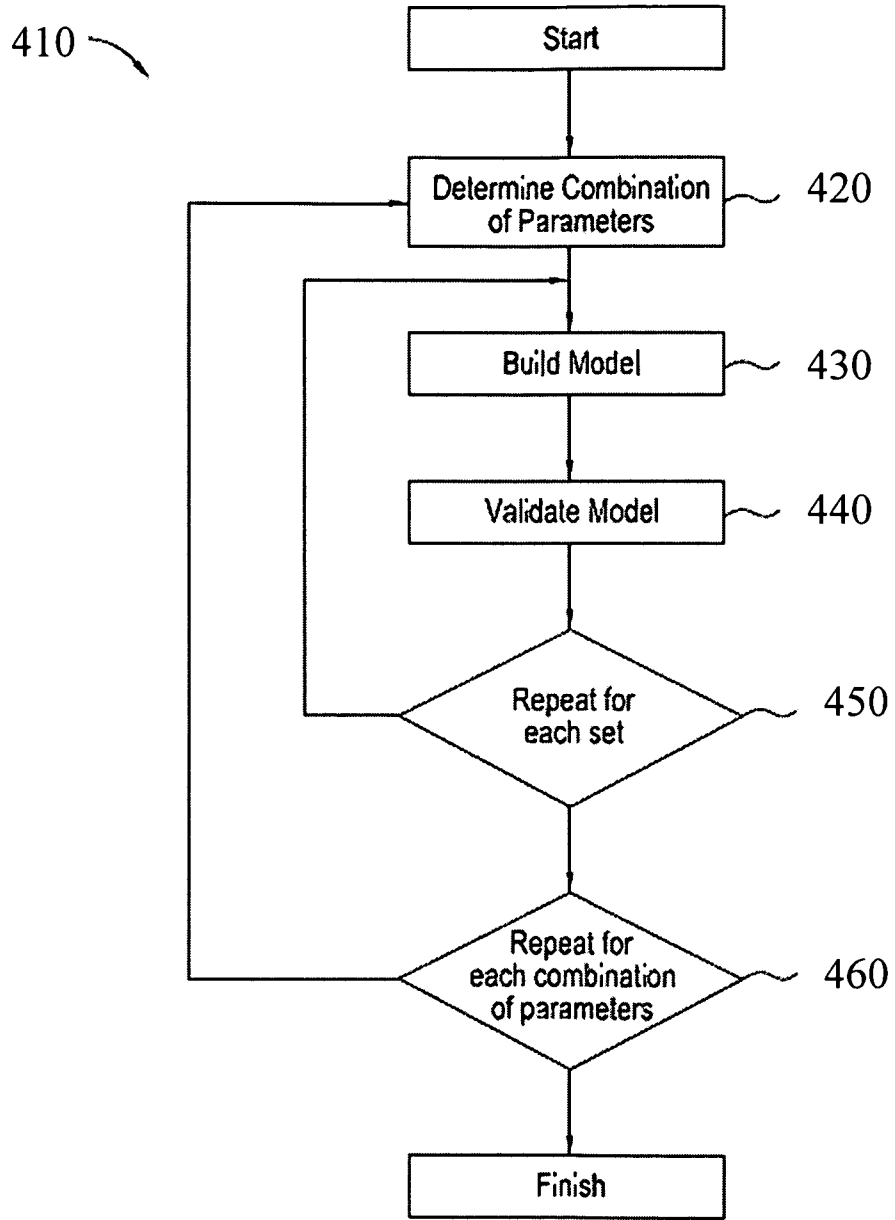 410
Start
Determine Combination
of Parameters
420
Build Model
430
Validate Model
440
Repeat for
each set
450
Repeat for
each combination
of parameters
460
Finish